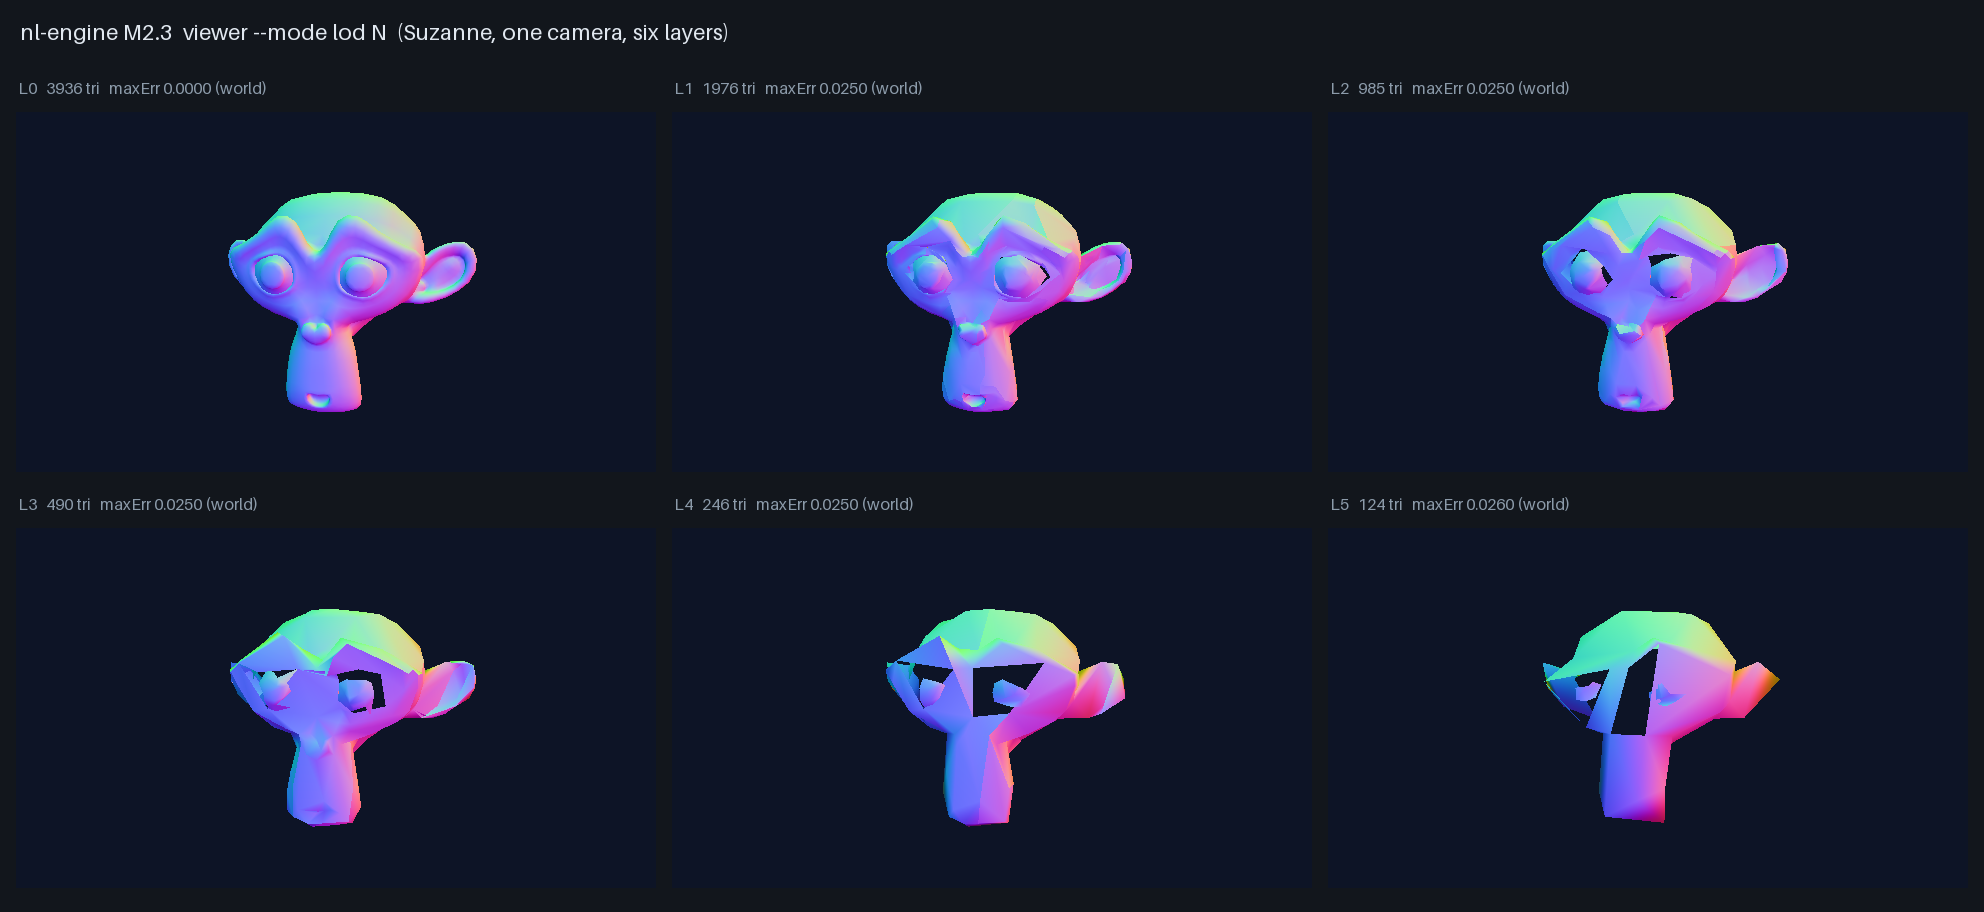 nl-engine M2.3 viewer --mode lod N (Suzanne, one camera, six layers)
L0 3936 tri maxErr 0.0000 (world)
L1 1976 tri maxErr 0.0250 (world)
L2 985 tri maxErr 0.0250 (world)
L3 490 tri maxErr 0.0250 (world)
L4 246 tri maxErr 0.0250 (world)
L5 124 tri maxErr 0.0260 (world)